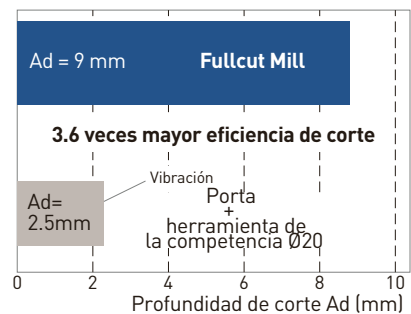 Ad = 9 mm Fullcut Mill
3.6 veces mayor eficiencia de corte
Vibración
Ad=
2.5mm
Porta
+
herramienta de
la competencia Ø20
0 2 4 6 8 10
Profundidad de corte Ad (mm)